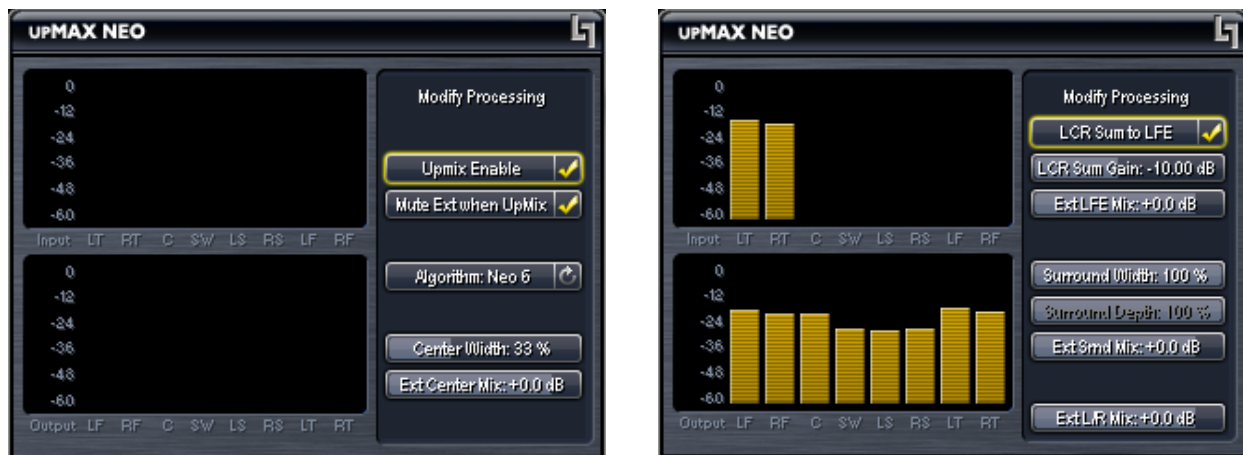 UPMAX NEO
0
-12
-24
-36
-48
-60
Input LT RT C SW LS RS LF RF
0
-12
-24
-36
-48
-60
Output LF RF C SW LS RS LT RT
Modify Processing
Upmix Enable
Mute Ext when UpMix
Algorithm: Neo 6
Center Width: 33 %
Ext Center Mix: +0.0 dB
UPMAX NEO
0
-12
-24
-36
-48
-60
Input LT RT C SW LS RS LF RF
0
-12
-24
-36
-48
-60
Output LF RF C SW LS RS LT RT
Modify Processing
LCR Sum to LFE
LCR Sum Gain: -10.00 dB
Ext LFE Mix: +0.0 dB
Surround Width: 100 %
Surround Depth: 100 %
Ext Srnd Mix: +0.0 dB
Ext L/R Mix: +0.0 dB